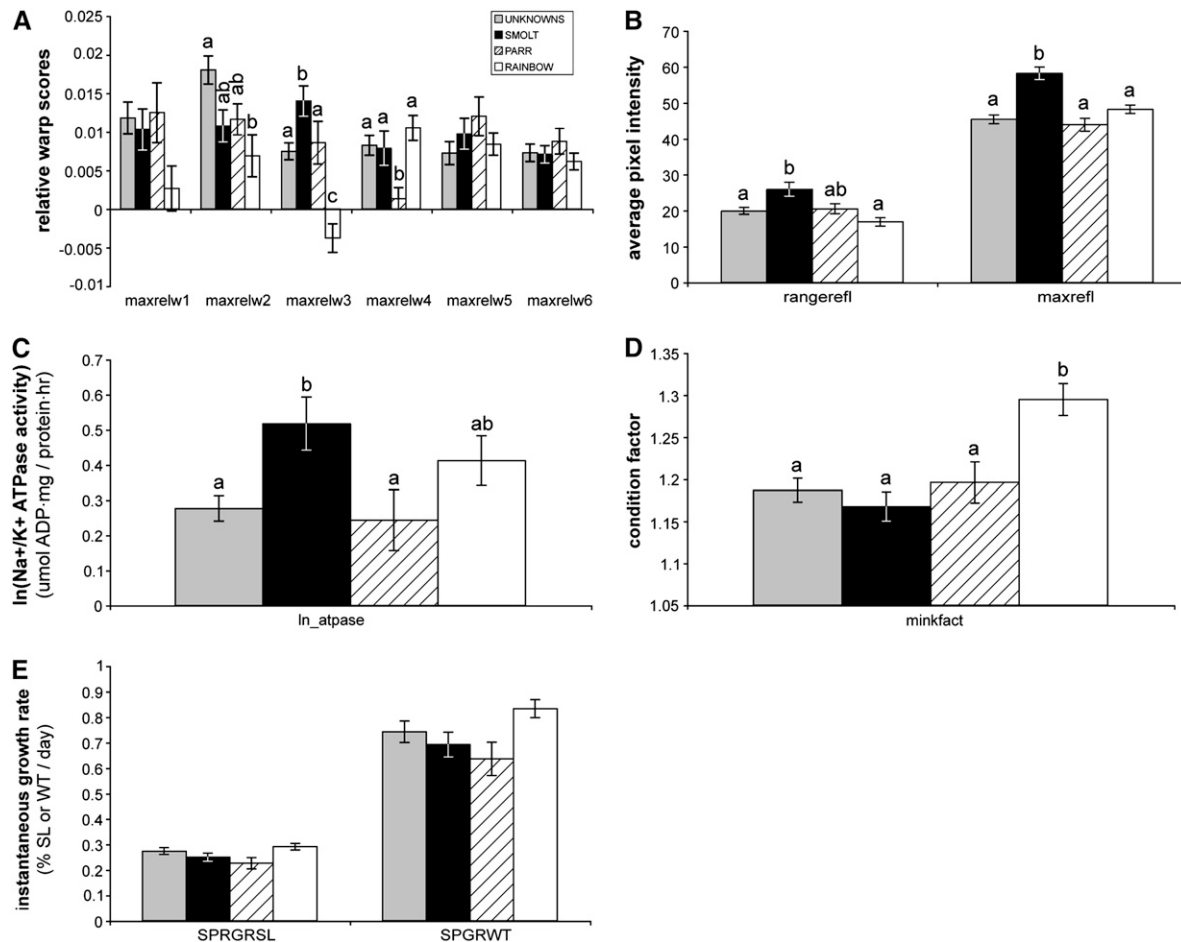 A
relative warp scores
0.025
0.02
0.015
0.01
0.005
0
-0.005
-0.01
a
ab
ab
b
a
b
a
c
a
a
b
a
maxrelw1 maxrelw2 maxrelw3 maxrelw4 maxrelw5 maxrelw6
UNKNOWNS
SMOLT
PARR
RAINBOW
B
average pixel intensity
70
60
50
40
30
20
10
0
a
b
ab
a
a
b
a
a
rangerefl maxrefl
C
ln(Na+/K+ ATPase activity)
(umol ADP·mg / protein·hr)
0.7
0.6
0.5
0.4
0.3
0.2
0.1
0
a
b
a
ab
ln_atpase
D
condition factor
1.35
1.3
1.25
1.2
1.15
1.1
1.05
a
a
a
b
minkfact
E
instantaneous growth rate
(% SL or WT / day)
1
0.9
0.8
0.7
0.6
0.5
0.4
0.3
0.2
0.1
0
SPRGRSL SPGRWT